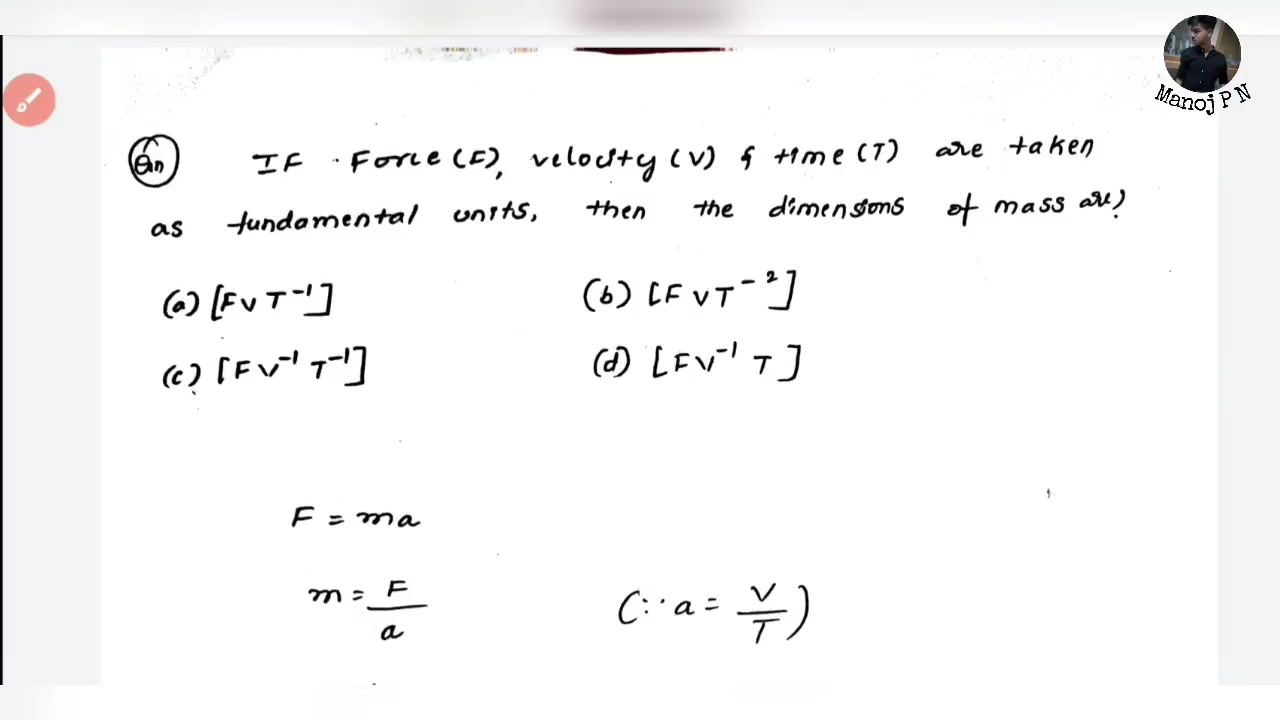 Manoj P N
Qn IF Force (F), velocity (V) & time (T) are taken
as fundamental units, then the dimensions of mass are?
(a) [F V T⁻¹] (b) [F V T⁻²]
(c) [F V⁻¹ T⁻¹] (d) [F V⁻¹ T]
F = ma
m = F/a (∵ a = V/T)